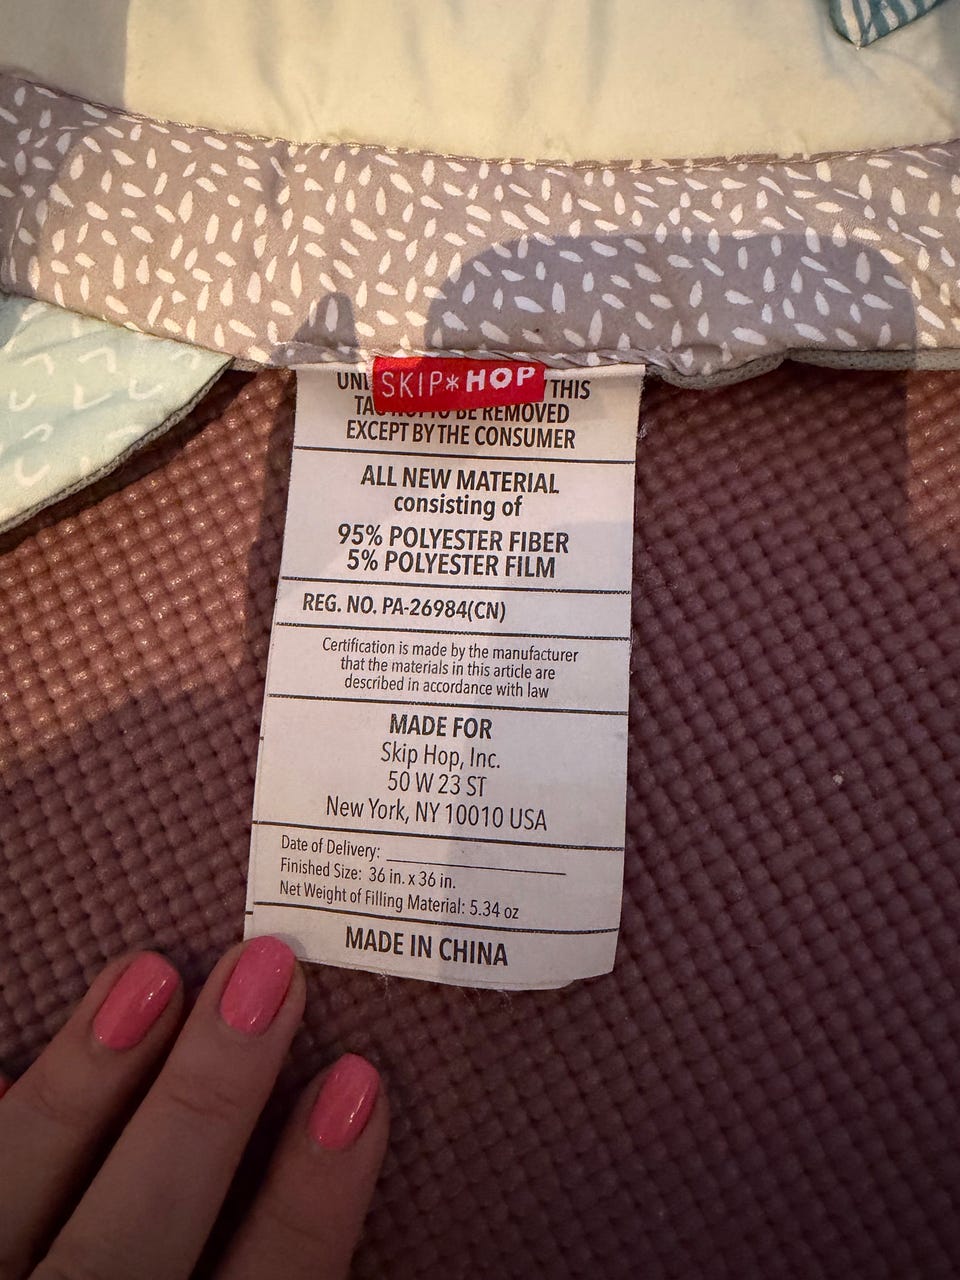 SKIP*HOP
THIS
TO BE REMOVED
EXCEPT BY THE CONSUMER
ALL NEW MATERIAL
consisting of
95% POLYESTER FIBER
5% POLYESTER FILM
REG. NO. PA-26984(CN)
Certification is made by the manufacturer
that the materials in this article are
described in accordance with law
MADE FOR
Skip Hop, Inc.
50 W 23 ST
New York, NY 10010 USA
Date of Delivery:
Finished Size: 36 in. x 36 in.
Net Weight of Filling Material: 5.34 oz
MADE IN CHINA